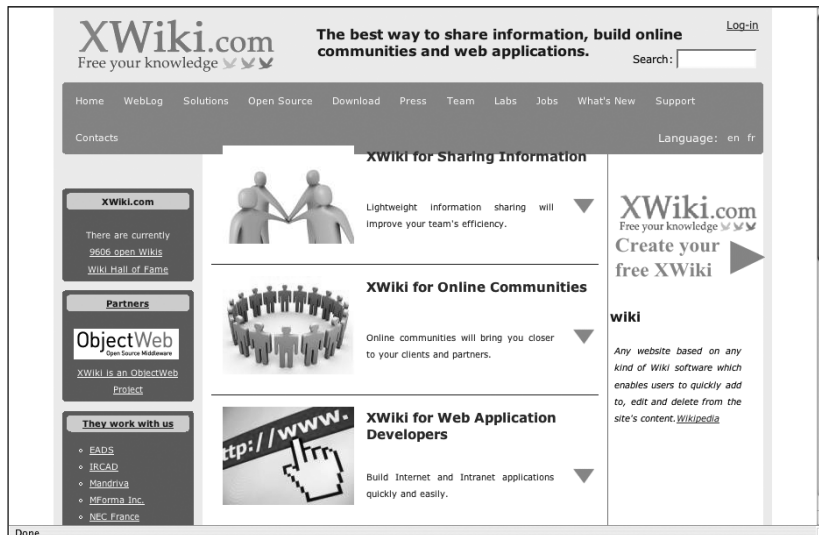 XWiki.com
Free your knowledge
The best way to share information, build online
communities and web applications.
Log-in
Search:
Home WebLog Solutions Open Source Download Press Team Labs Jobs What's New Support
Contacts
Language: en fr
XWiki.com
There are currently
9606 open Wikis
Wiki Hall of Fame
Partners
ObjectWeb
Open Source Middleware
XWiki is an ObjectWeb
Project
They work with us
EADS
IRCAD
Mandriva
MForma Inc.
NEC France
XWiki for Sharing Information
Lightweight information sharing will
improve your team's efficiency.
XWiki for Online Communities
Online communities will bring you closer
to your clients and partners.
ttp://www.
XWiki for Web Application
Developers
Build Internet and Intranet applications
quickly and easily.
XWiki.com
Free your knowledge
Create your
free XWiki
wiki
Any website based on any
kind of Wiki software which
enables users to quickly add
to, edit and delete from the
site's content.Wikipedia
Done